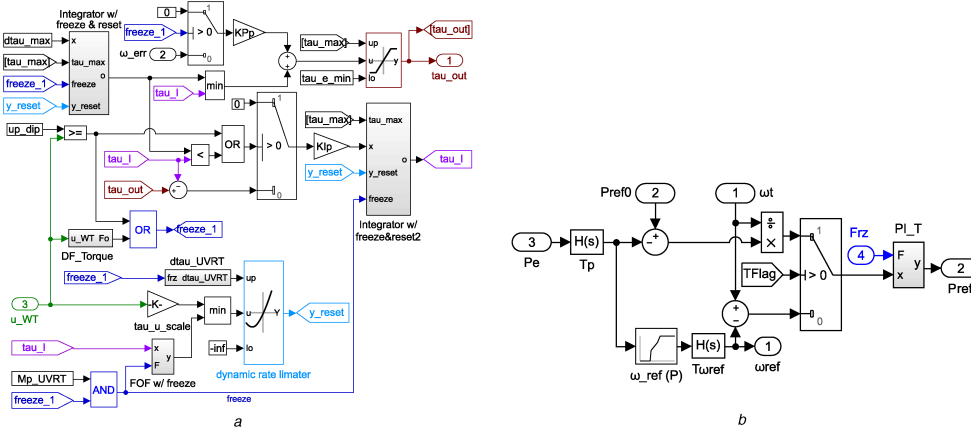 Integrator w/
freeze & reset
dtau_max
[tau_max]
freeze_1
y_reset
x
tau_max
freeze
y_reset
o
0
freeze_1
ω_err
2
1
> 0
0
KPp
+
+
min
tau_I
[tau_max]
tau_e_min
up
u
lo
y
[tau_out]
1
tau_out
up_dip
>=
0
1
> 0
0
OR
<
tau_I
tau_out
+
−
KIp
[tau_max]
y_reset
tau_max
x
y_reset
freeze
o
tau_I
Integrator w/
freeze&reset2
u_WT Fo
DF_Torque
OR
freeze_1
freeze_1
dtau_UVRT
frz dtau_UVRT
3
u_WT
-K-
tau_u_scale
min
-inf
up
u
lo
Y
y_reset
dynamic rate limater
tau_I
x
F
y
FOF w/ freeze
Mp_UVRT
freeze_1
AND
freeze
a
Pref0
2
1
ωt
3
Pe
H(s)
Tp
−
+
÷
×
TFlag
1
> 0
0
Frz
4
PI_T
F
x
y
2
Pref
+
−
ω_ref (P)
H(s)
Tωref
1
ωref
b